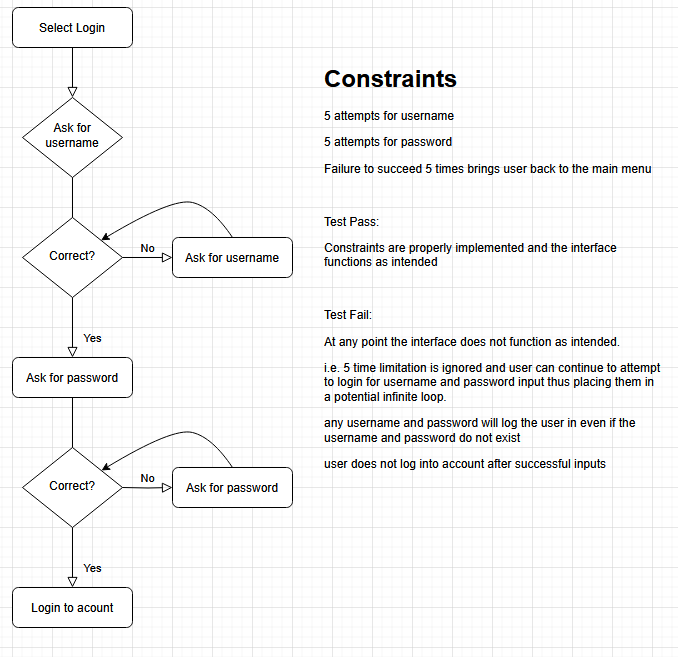 Select Login
Ask for
username
Correct?
No
Ask for username
Yes
Ask for password
Correct?
No
Ask for password
Yes
Login to acount
Constraints
5 attempts for username
5 attempts for password
Failure to succeed 5 times brings user back to the main menu
Test Pass:
Constraints are properly implemented and the interface
functions as intended
Test Fail:
At any point the interface does not function as intended.
i.e. 5 time limitation is ignored and user can continue to attempt
to login for username and password input thus placing them in
a potential infinite loop.
any username and password will log the user in even if the
username and password do not exist
user does not log into account after successful inputs